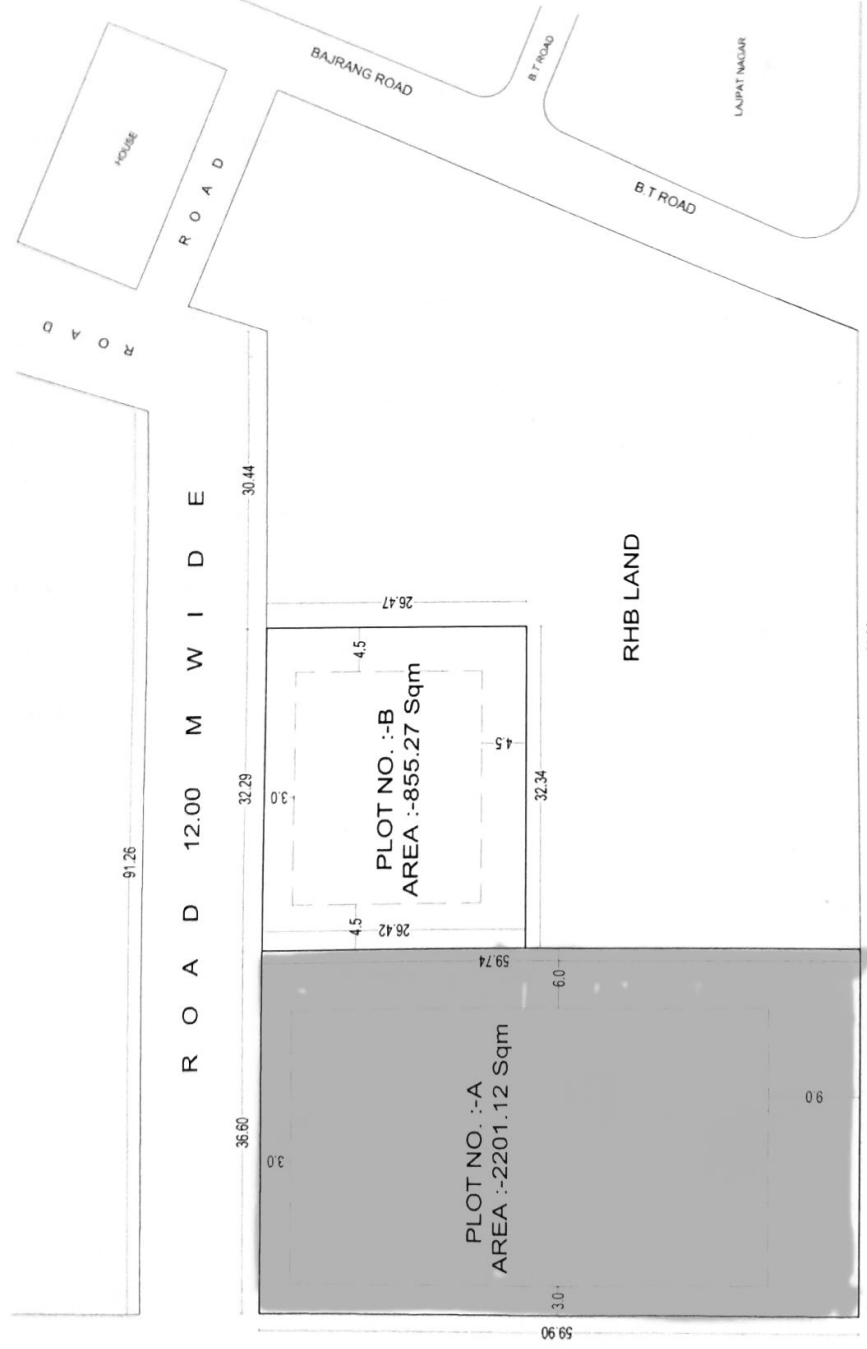 HOUSE
BAJRANG ROAD
B.T ROAD
LAJPAT NAGAR
ROAD
ROAD
B.T ROAD
91.26
ROAD 12.00 M WIDE
36.60
32.29
30.44
3.0
3.0
4.5
4.5
26.42
26.47
PLOT NO. :-B
AREA :-855.27 Sqm
4.5
32.34
RHB LAND
59.74
6.0
PLOT NO. :-A
AREA :-2201.12 Sqm
3.0
9.0
59.90